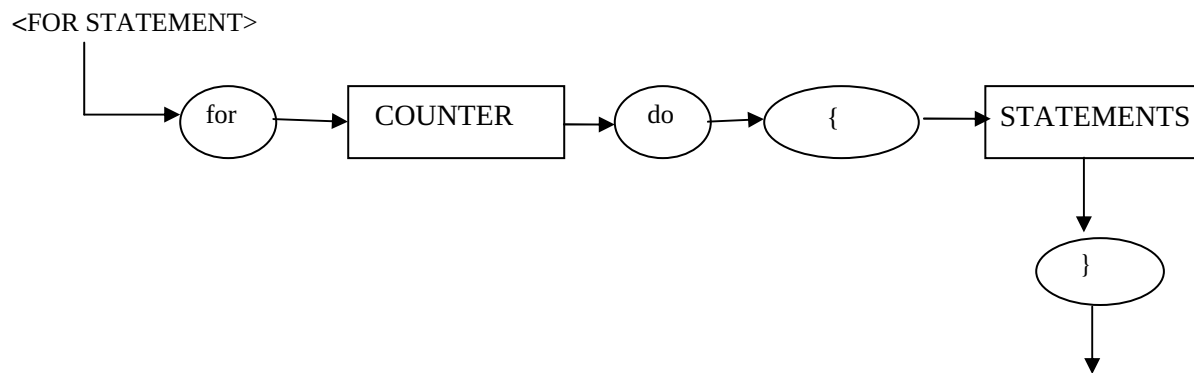 <FOR STATEMENT>
for COUNTER do { STATEMENTS
}